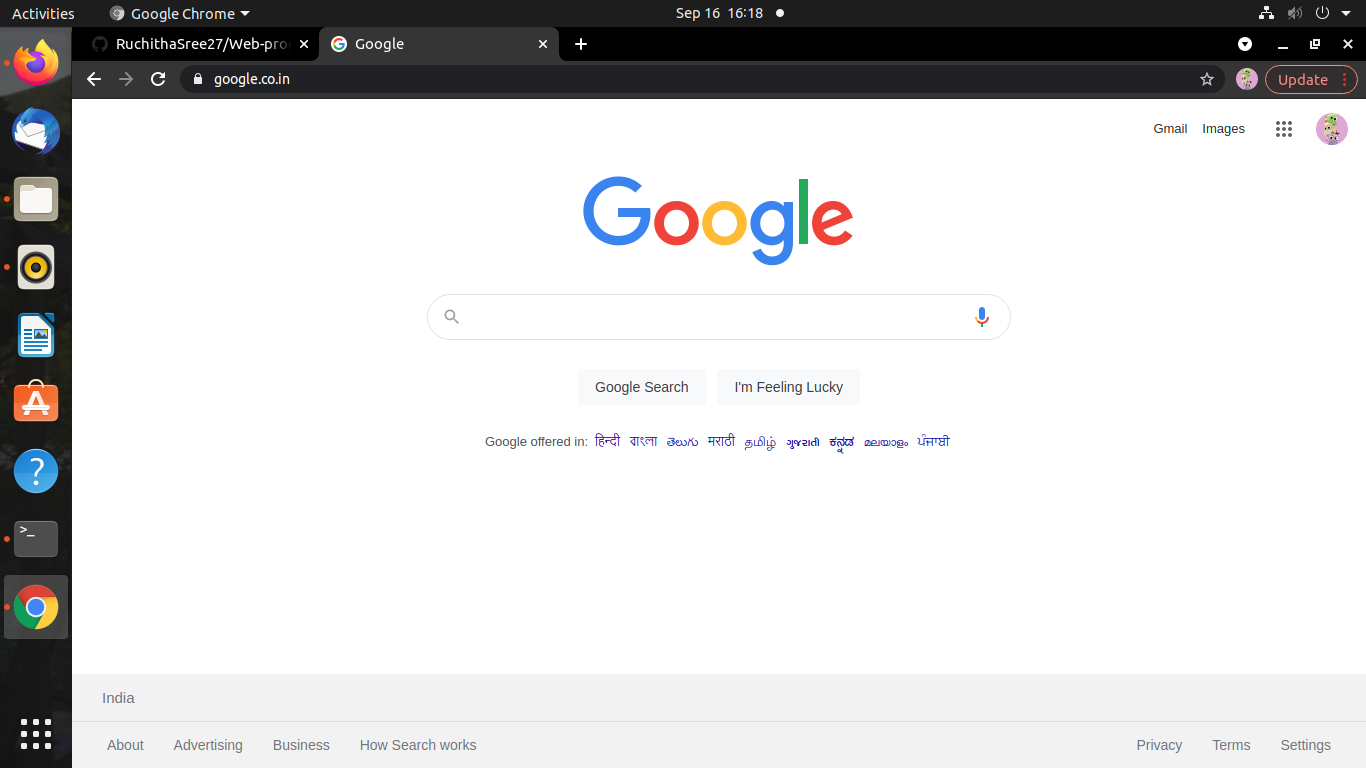 Activities Google Chrome Sep 16 16:18
RuchithaSree27/Web-pro Google
google.co.in Update
Gmail Images
Google
Google Search I'm Feeling Lucky
Google offered in: हिन्दी বাংলা తెలుగు मराठी தமிழ் ગુજરાતી ಕನ್ನಡ മലയാളം ਪੰਜਾਬੀ
India
About Advertising Business How Search works Privacy Terms Settings